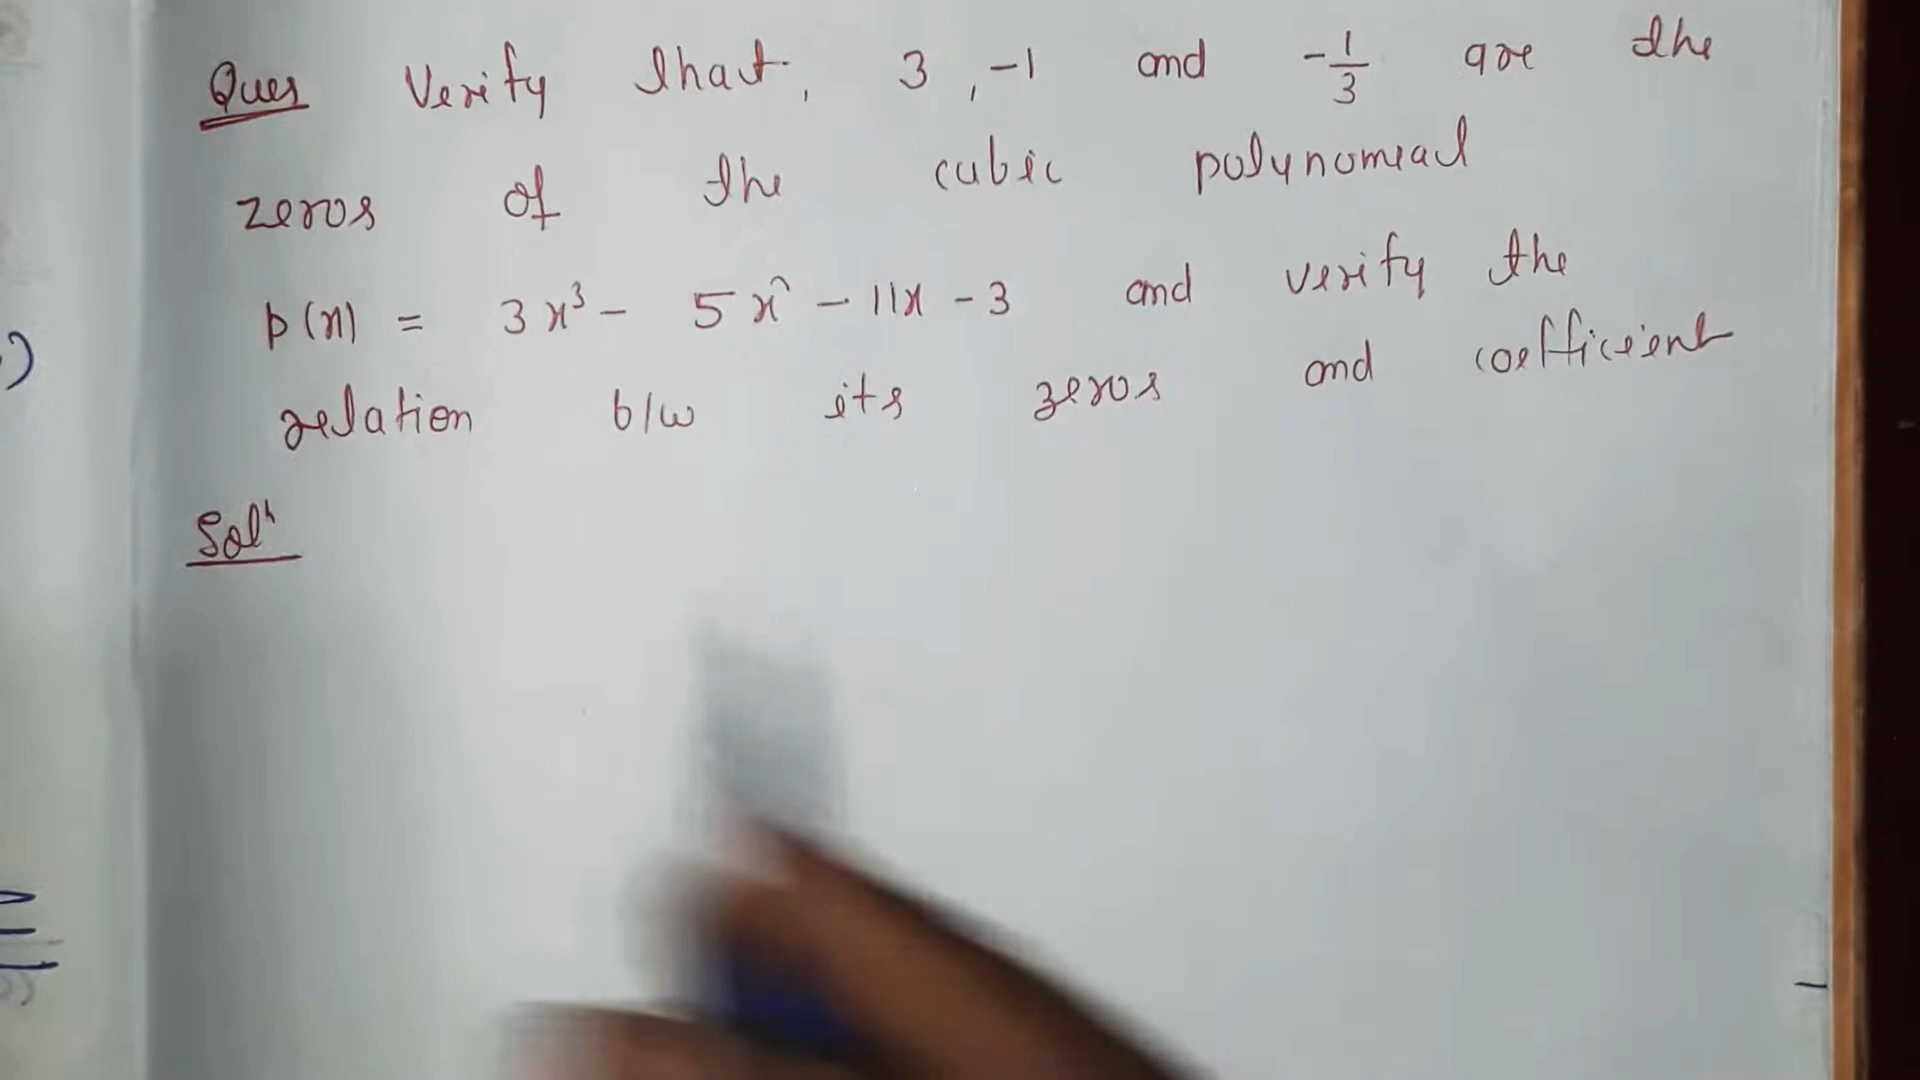 Ques Verify that, 3, -1 and -1/3 are the
zeros of the cubic polynomial
p(x) = 3x³ - 5x² - 11x - 3 and verify the
relation b/w its zeros and coefficient
Solⁿ